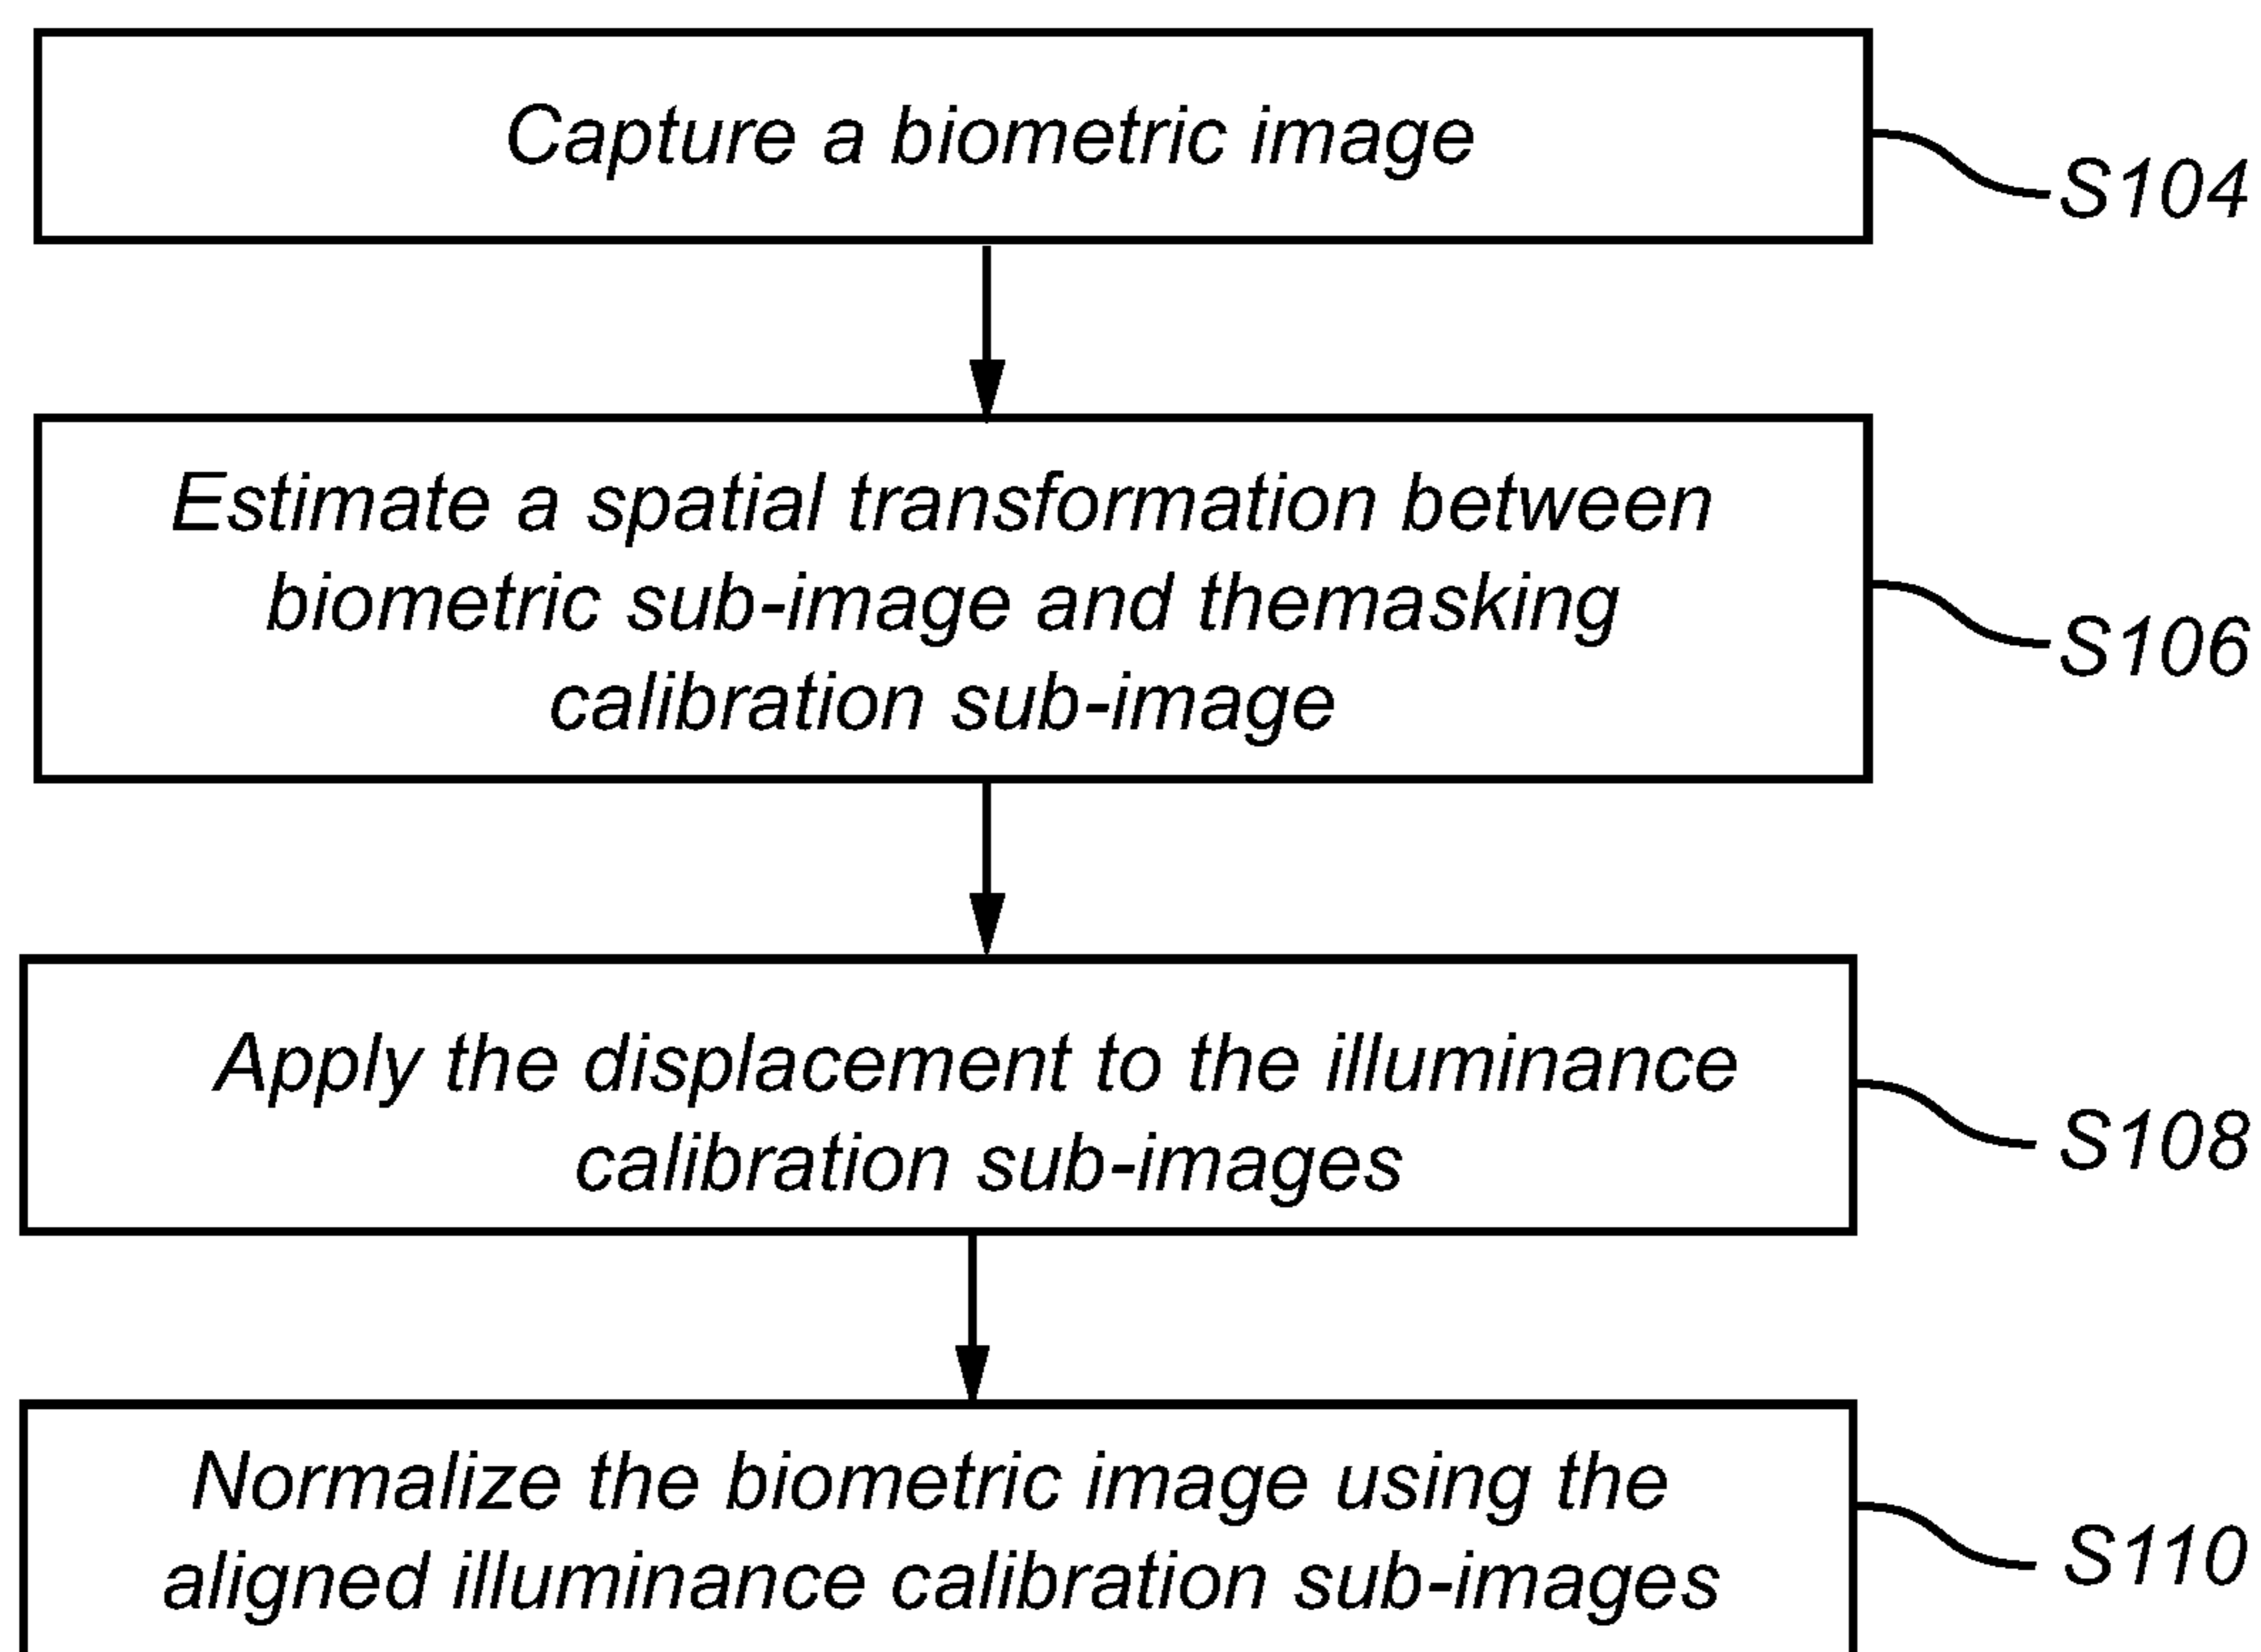 Capture a biometric image
S104
Estimate a spatial transformation between
biometric sub-image and themasking
calibration sub-image
S106
Apply the displacement to the illuminance
calibration sub-images
S108
Normalize the biometric image using the
aligned illuminance calibration sub-images
S110